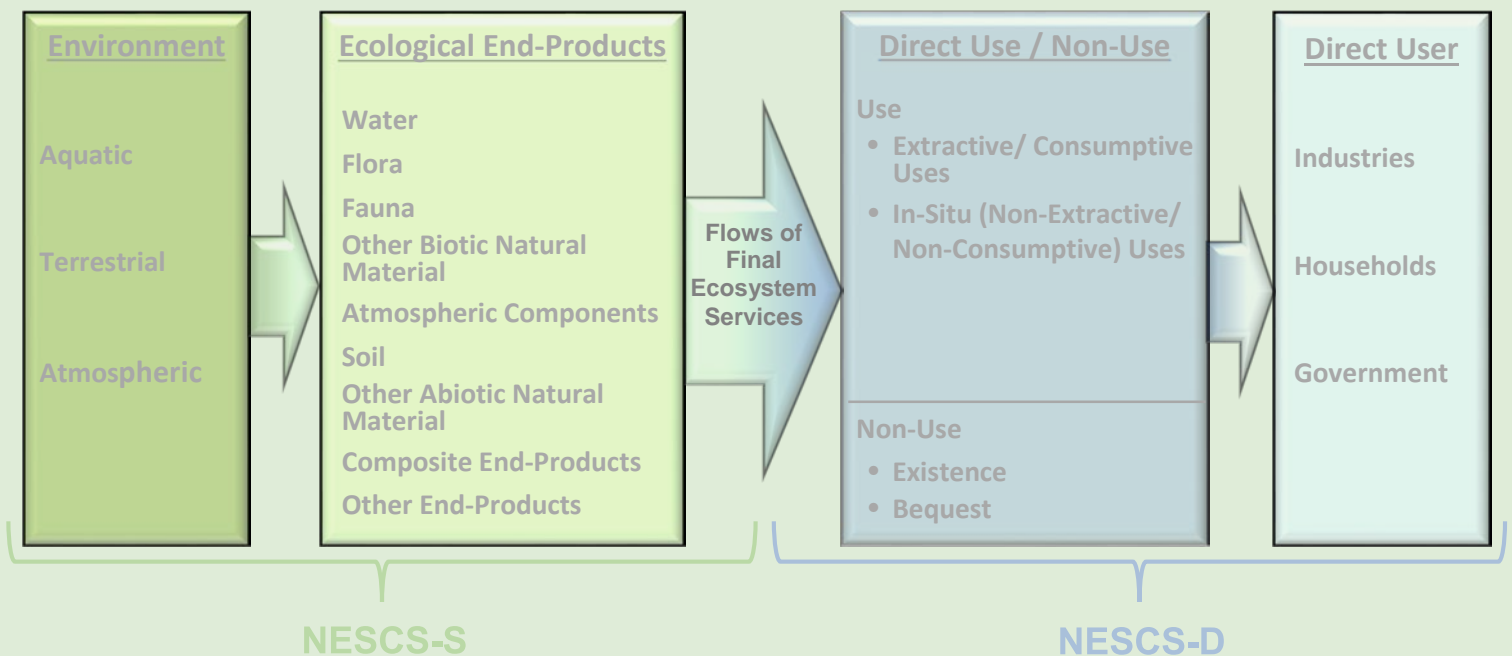 Environment
Aquatic
Terrestrial
Atmospheric
Ecological End-Products
Water
Flora
Fauna
Other Biotic Natural
Material
Atmospheric Components
Soil
Other Abiotic Natural
Material
Composite End-Products
Other End-Products
Flows of
Final
Ecosystem
Services
Direct Use / Non-Use
Use
• Extractive/ Consumptive
Uses
• In-Situ (Non-Extractive/
Non-Consumptive) Uses
Non-Use
• Existence
• Bequest
Direct User
Industries
Households
Government
NESCS-S
NESCS-D